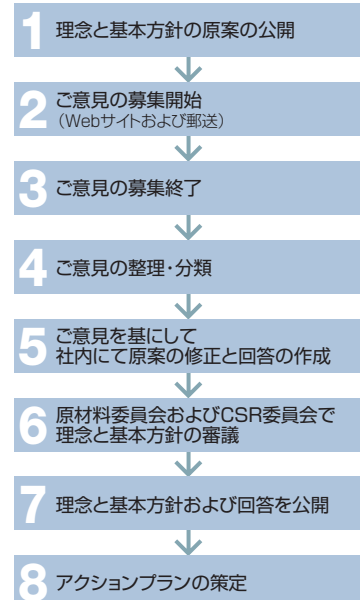 1 理念と基本方針の原案の公開
2 ご意見の募集開始
（Webサイトおよび郵送）
3 ご意見の募集終了
4 ご意見の整理・分類
5 ご意見を基にして
社内にて原案の修正と回答の作成
6 原材料委員会およびCSR委員会で
理念と基本方針の審議
7 理念と基本方針および回答を公開
8 アクションプランの策定